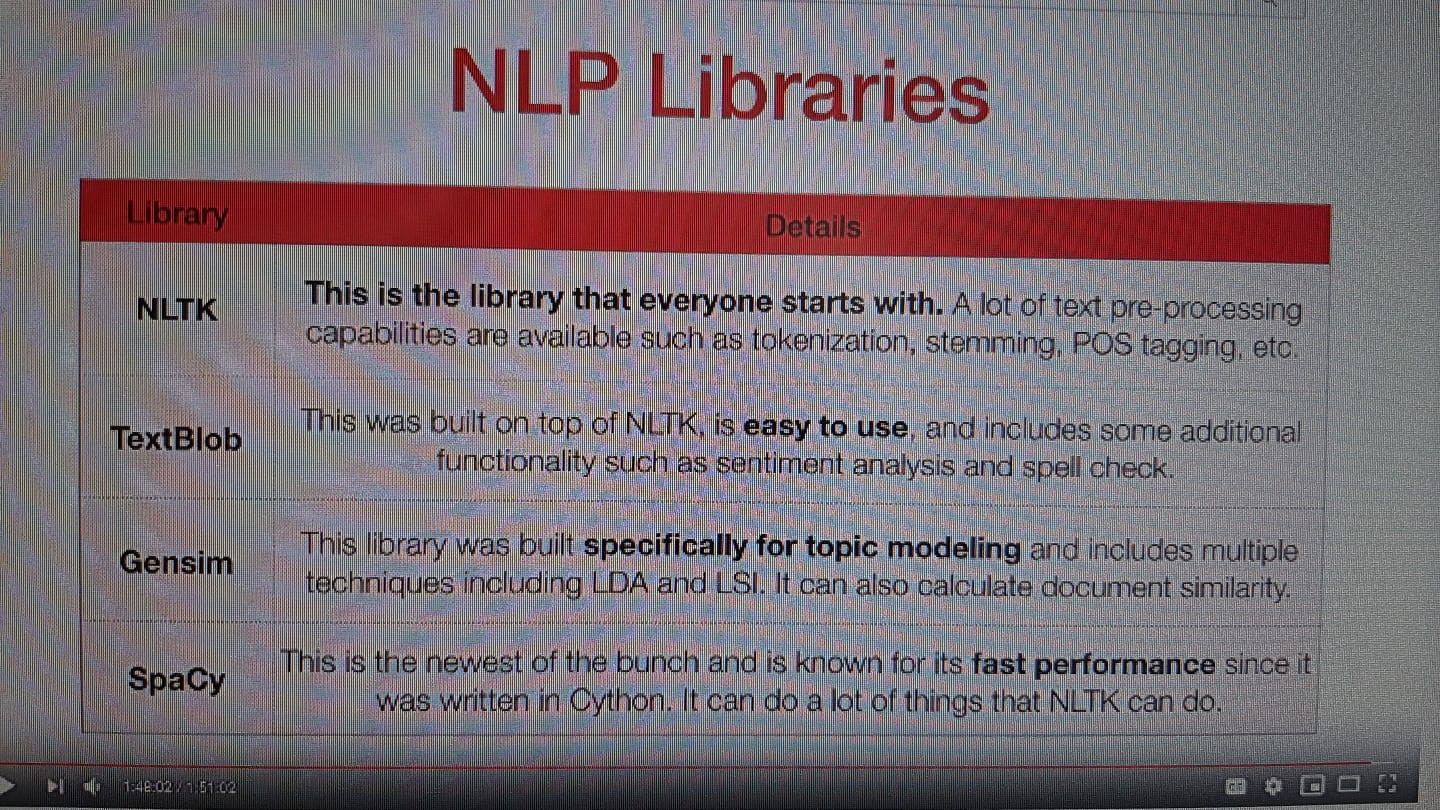 NLP Libraries
Library Details
NLTK
This is the library that everyone starts with. A lot of text pre-processing
capabilities are available such as tokenization, stemming, POS tagging, etc.
TextBlob
This was built on top of NLTK, is easy to use, and includes some additional
functionality such as sentiment analysis and spell check.
Gensim
This library was built specifically for topic modeling and includes multiple
techniques including LDA and LSI. It can also calculate document similarity.
SpaCy
This is the newest of the bunch and is known for its fast performance since it
was written in Cython. It can do a lot of things that NLTK can do.
1:48:02 / 1:51:02